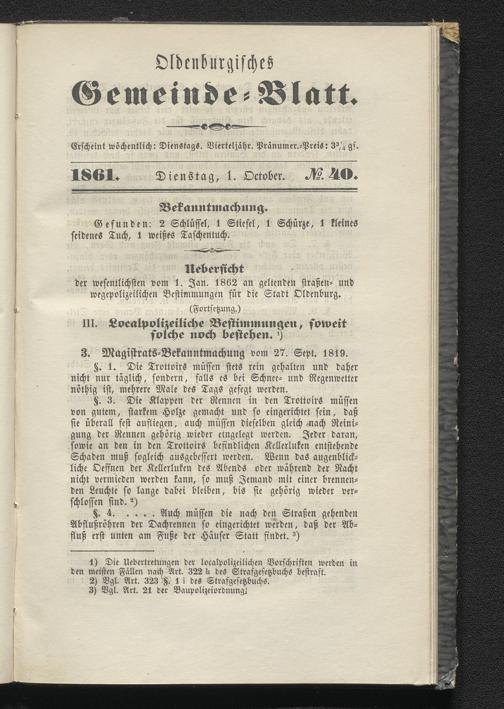 Oldenburgisches
Gemeinde-Blatt.
Erscheint wöchentlich: Dienstags. Vierteljähr. Pränumer.-Preis: 3¾ gs.
1861. Dienstag, 1. October. №. 40.
Bekanntmachung.
Gefunden: 2 Schlüssel, 1 Stiefel, 1 Schürze, 1 kleines
seidenes Tuch, 1 weißes Taschentuch.
Uebersicht
der wesentlichsten vom 1. Jan. 1862 an geltenden straßen- und
wegepolizeilichen Bestimmungen für die Stadt Oldenburg.
(Fortsetzung.)
III. Localpolizeiliche Bestimmungen, soweit
solche noch bestehen. ¹)
3. Magistrats-Bekanntmachung vom 27. Sept. 1819.
§. 1. Die Trottoirs müssen stets rein gehalten und daher
nicht nur täglich, sondern, falls es bei Schnee- und Regenwetter
nöthig ist, mehrere Male des Tags gefegt werden.
§. 3. Die Klappen der Rennen in den Trottoirs müssen
von gutem, starkem Holze gemacht und so eingerichtet sein, daß
sie überall fest aufliegen, auch müssen dieselben gleich nach Reini-
gung der Rennen gehörig wieder eingelegt werden. Jeder daran,
sowie an den in den Trottoirs befindlichen Kellerluken entstehende
Schaden muß sogleich ausgebessert werden. Wenn das augenblick-
liche Oeffnen der Kellerluken des Abends oder während der Nacht
nicht vermieden werden kann, so muß Jemand mit einer brennen-
den Leuchte so lange dabei bleiben, bis sie gehörig wieder ver-
schlossen sind. ²)
§. 4. . . . . Auch müssen die nach den Straßen gehenden
Abflußröhren der Dachrennen so eingerichtet werden, daß der Ab-
fluß erst unten am Fuße der Häuser Statt findet. ³)
1) Die Uebertretungen der localpolizeilichen Vorschriften werden in
den meisten Fällen nach Art. 322 h des Strafgesetzbuchs bestraft.
2) Vgl. Art. 323 §. 1 i des Strafgesetzbuchs.
3) Vgl. Art. 21 der Baupolizeiordnung.